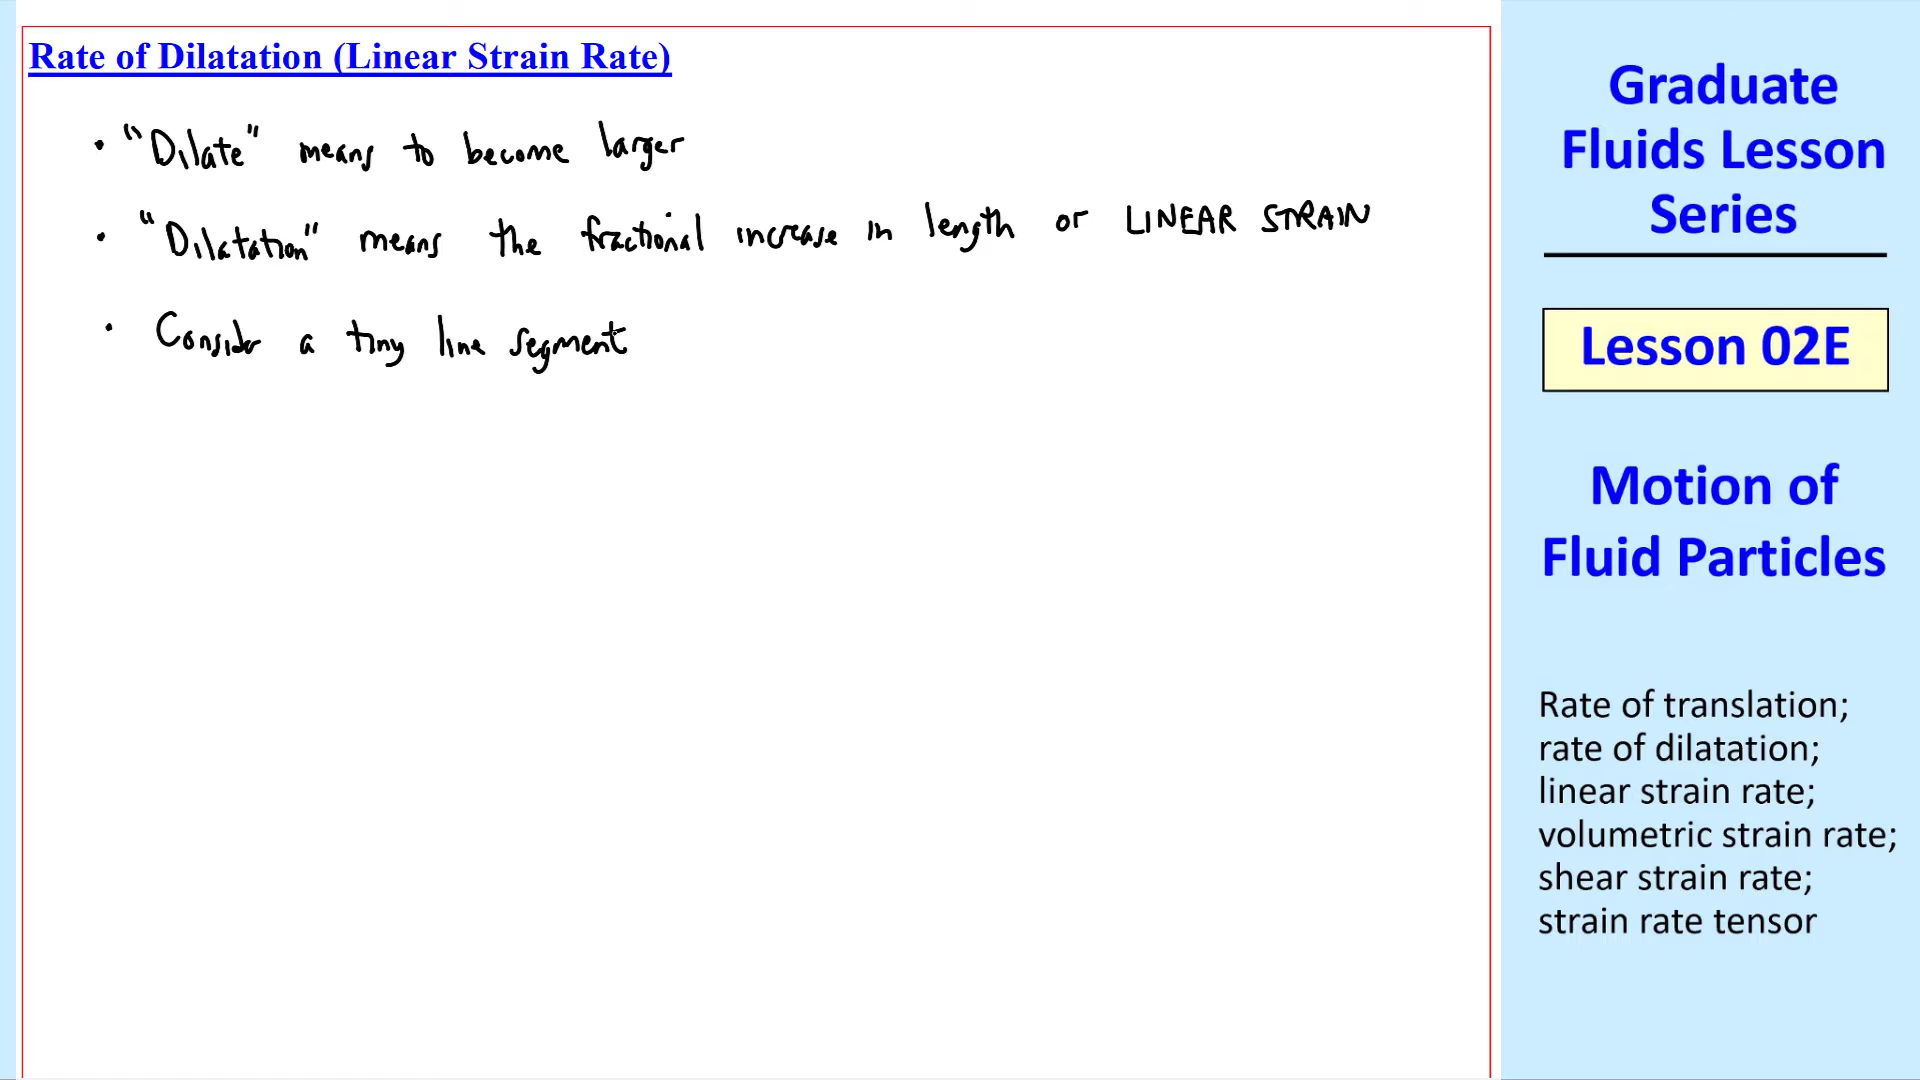 Rate of Dilatation (Linear Strain Rate)
• "Dilate" means to become larger
• "Dilatation" means the fractional increase in length or LINEAR STRAIN
• Consider a tiny line segment
Graduate
Fluids Lesson
Series
Lesson 02E
Motion of
Fluid Particles
Rate of translation;
rate of dilatation;
linear strain rate;
volumetric strain rate;
shear strain rate;
strain rate tensor